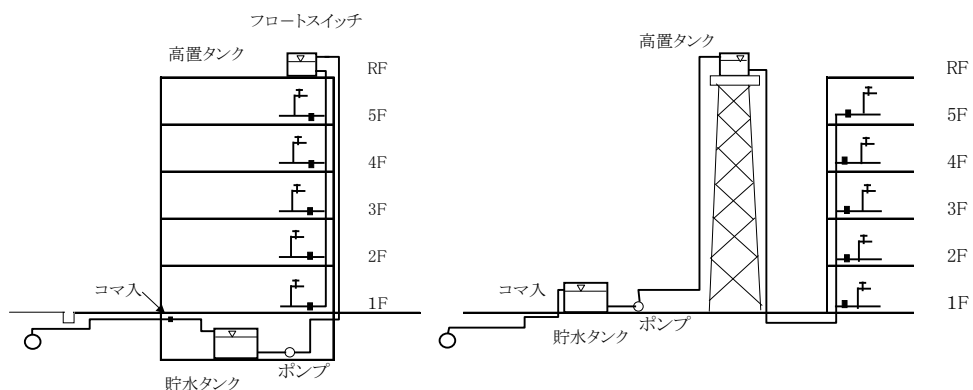 フロートスイッチ
高置タンク
RF
5F
4F
3F
2F
1F
コマ入
ポンプ
貯水タンク
高置タンク
RF
5F
4F
3F
2F
1F
コマ入
ポンプ
貯水タンク